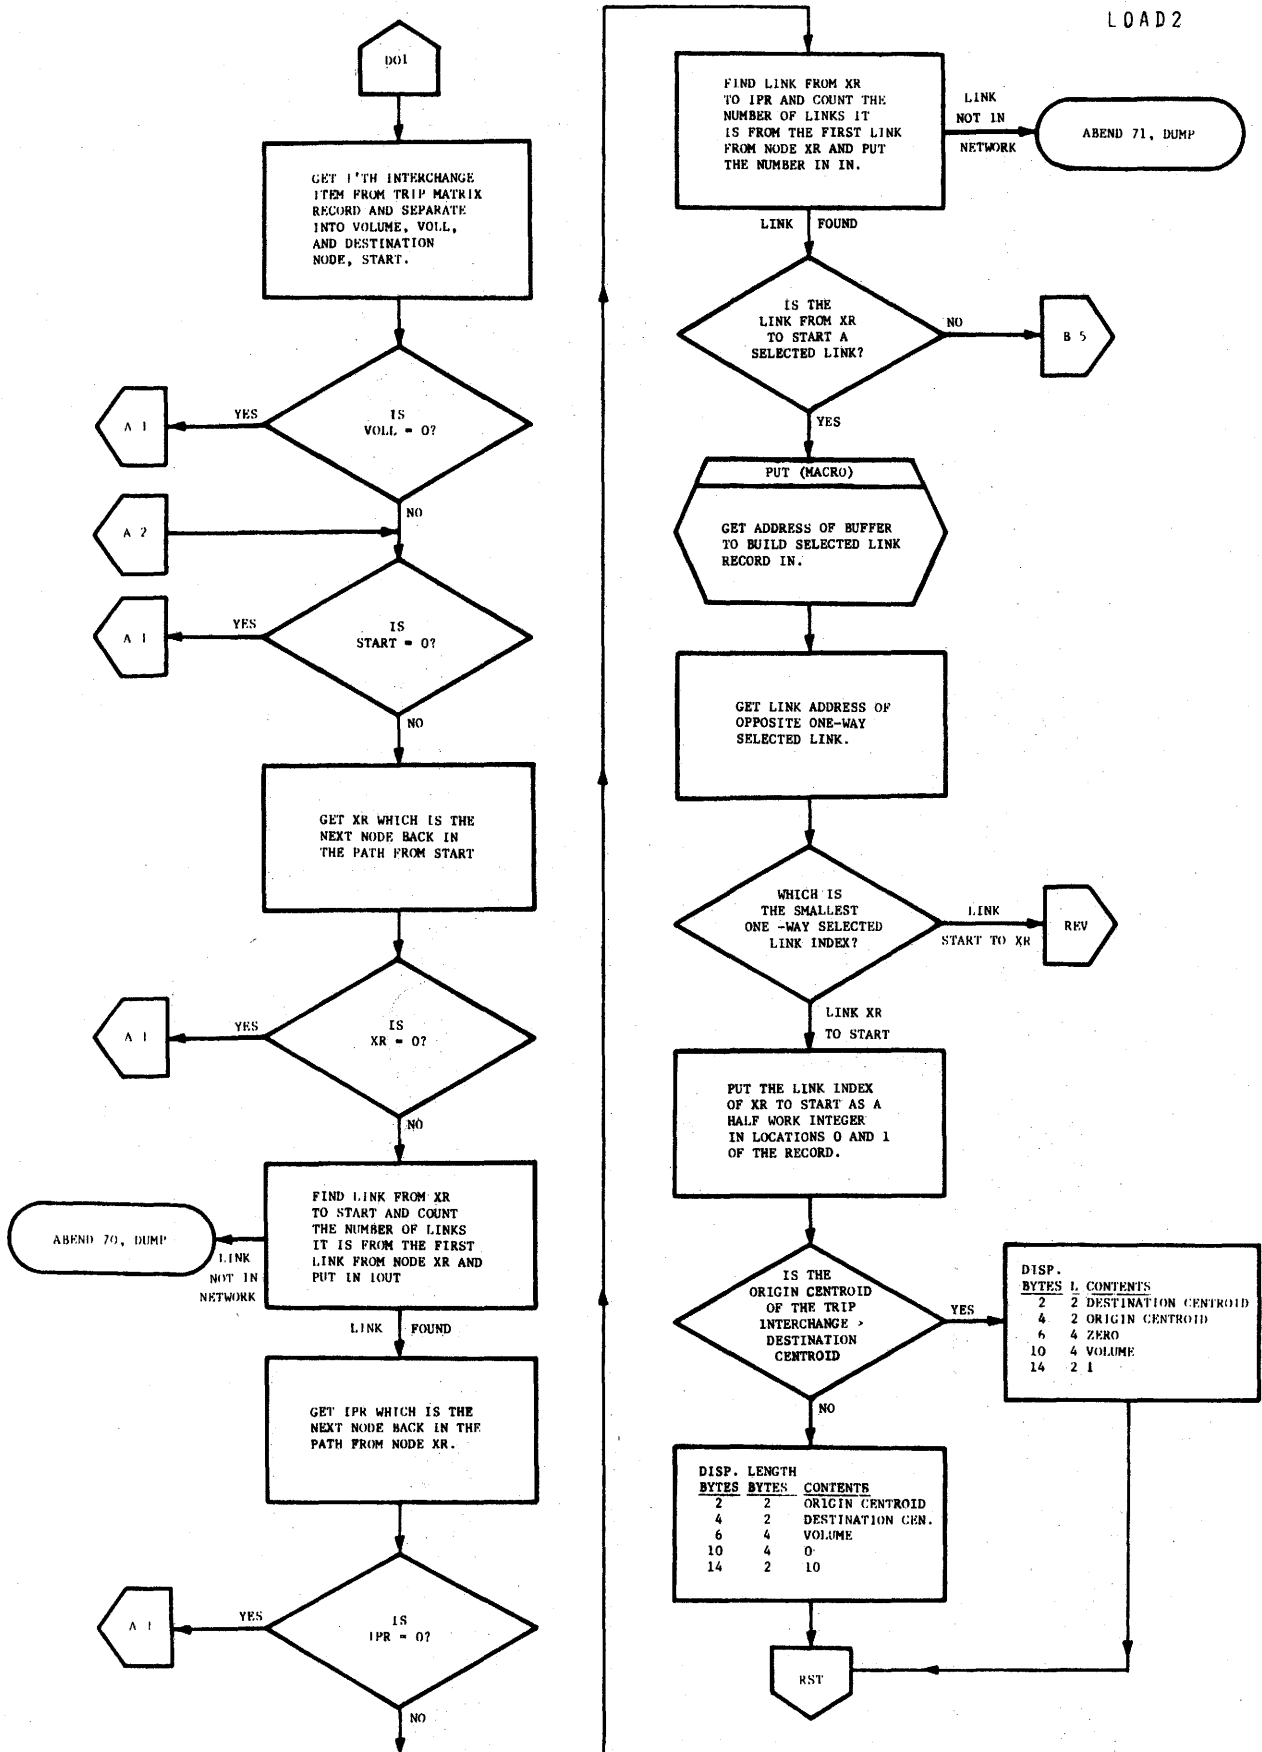 LOAD2
DO1
GET I'TH INTERCHANGE
ITEM FROM TRIP MATRIX
RECORD AND SEPARATE
INTO VOLUME, VOLL,
AND DESTINATION
NODE, START.
IS
VOLL = 0?
YES
A 1
NO
A 2
IS
START = 0?
YES
A 1
NO
GET XR WHICH IS THE
NEXT NODE BACK IN
THE PATH FROM START
IS
XR = 0?
YES
A 1
NO
FIND LINK FROM XR
TO START AND COUNT
THE NUMBER OF LINKS
IT IS FROM THE FIRST
LINK FROM NODE XR AND
PUT IN IOUT
LINK
NOT IN
NETWORK
ABEND 70, DUMP
LINK FOUND
GET IPR WHICH IS THE
NEXT NODE BACK IN THE
PATH FROM NODE XR.
IS
IPR = 0?
YES
A 1
NO
FIND LINK FROM XR
TO IPR AND COUNT THE
NUMBER OF LINKS IT
IS FROM THE FIRST LINK
FROM NODE XR AND PUT
THE NUMBER IN IN.
LINK
NOT IN
NETWORK
ABEND 71, DUMP
LINK FOUND
IS THE
LINK FROM XR
TO START A
SELECTED LINK?
NO
B 5
YES
PUT (MACRO)
GET ADDRESS OF BUFFER
TO BUILD SELECTED LINK
RECORD IN.
GET LINK ADDRESS OF
OPPOSITE ONE-WAY
SELECTED LINK.
WHICH IS
THE SMALLEST
ONE -WAY SELECTED
LINK INDEX?
LINK
START TO XR
REV
LINK XR
TO START
PUT THE LINK INDEX
OF XR TO START AS A
HALF WORK INTEGER
IN LOCATIONS 0 AND 1
OF THE RECORD.
IS THE
ORIGIN CENTROID
OF THE TRIP
INTERCHANGE >
DESTINATION
CENTROID
YES
DISP.
BYTES L CONTENTS
2 2 DESTINATION CENTROID
4 2 ORIGIN CENTROID
6 4 ZERO
10 4 VOLUME
14 2 1
NO
DISP. LENGTH
BYTES BYTES CONTENTS
2 2 ORIGIN CENTROID
4 2 DESTINATION CEN.
6 4 VOLUME
10 4 0
14 2 10
RST